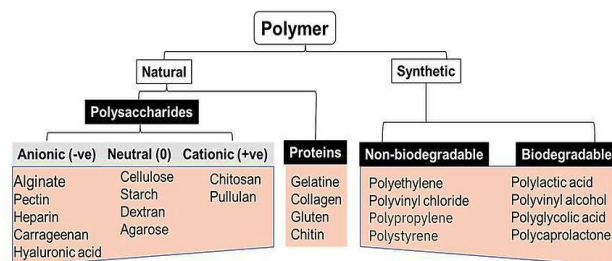 Polymer
Natural
Synthetic
Polysaccharides
Anionic (-ve) Neutral (0) Cationic (+ve)
Proteins
Non-biodegradable
Biodegradable
Alginate
Pectin
Heparin
Carrageenan
Hyaluronic acid
Cellulose
Starch
Dextran
Agarose
Chitosan
Pullulan
Gelatine
Collagen
Gluten
Chitin
Polyethylene
Polyvinyl chloride
Polypropylene
Polystyrene
Polylactic acid
Polyvinyl alcohol
Polyglycolic acid
Polycaprolactone